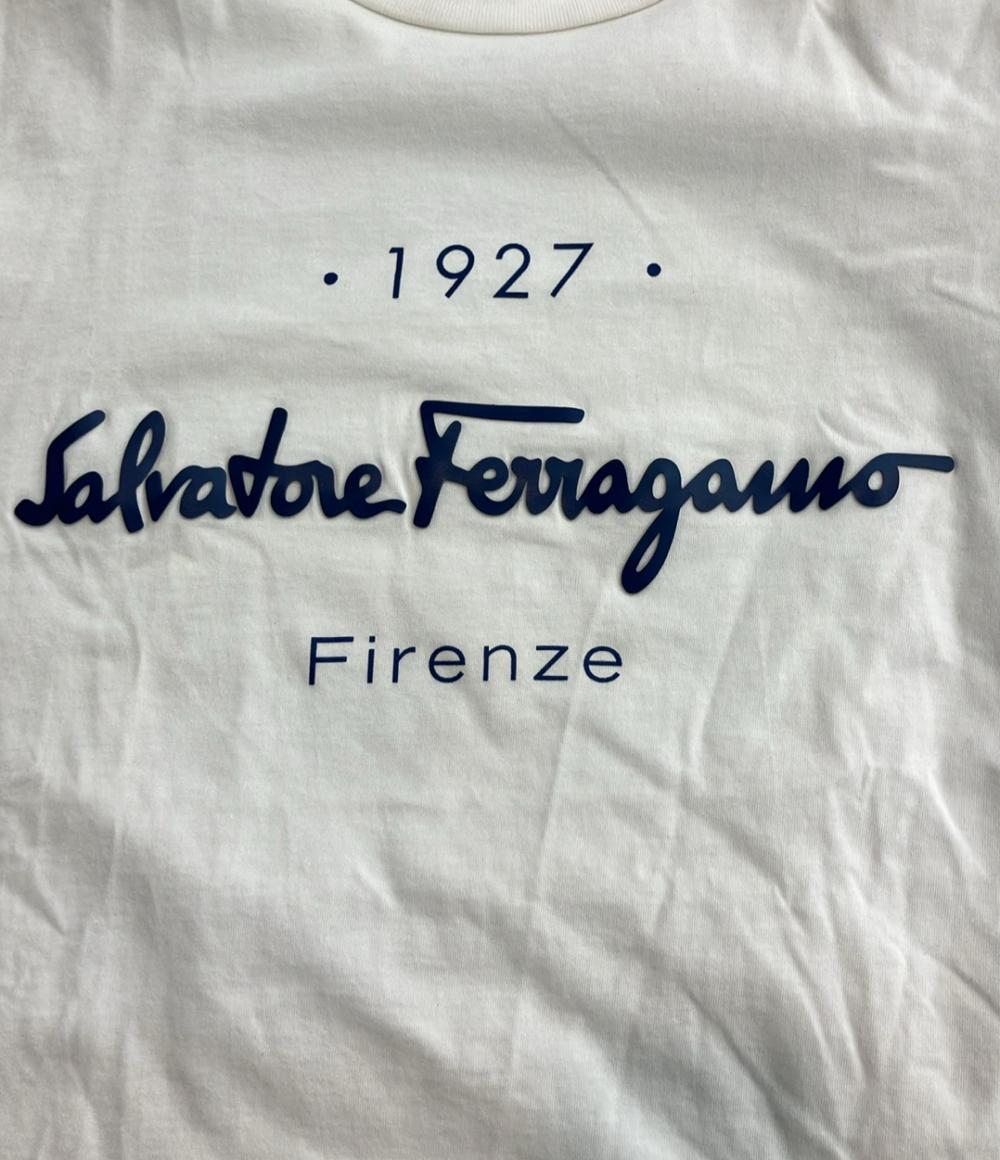 · 1927 ·
Salvatore Ferragamo
Firenze